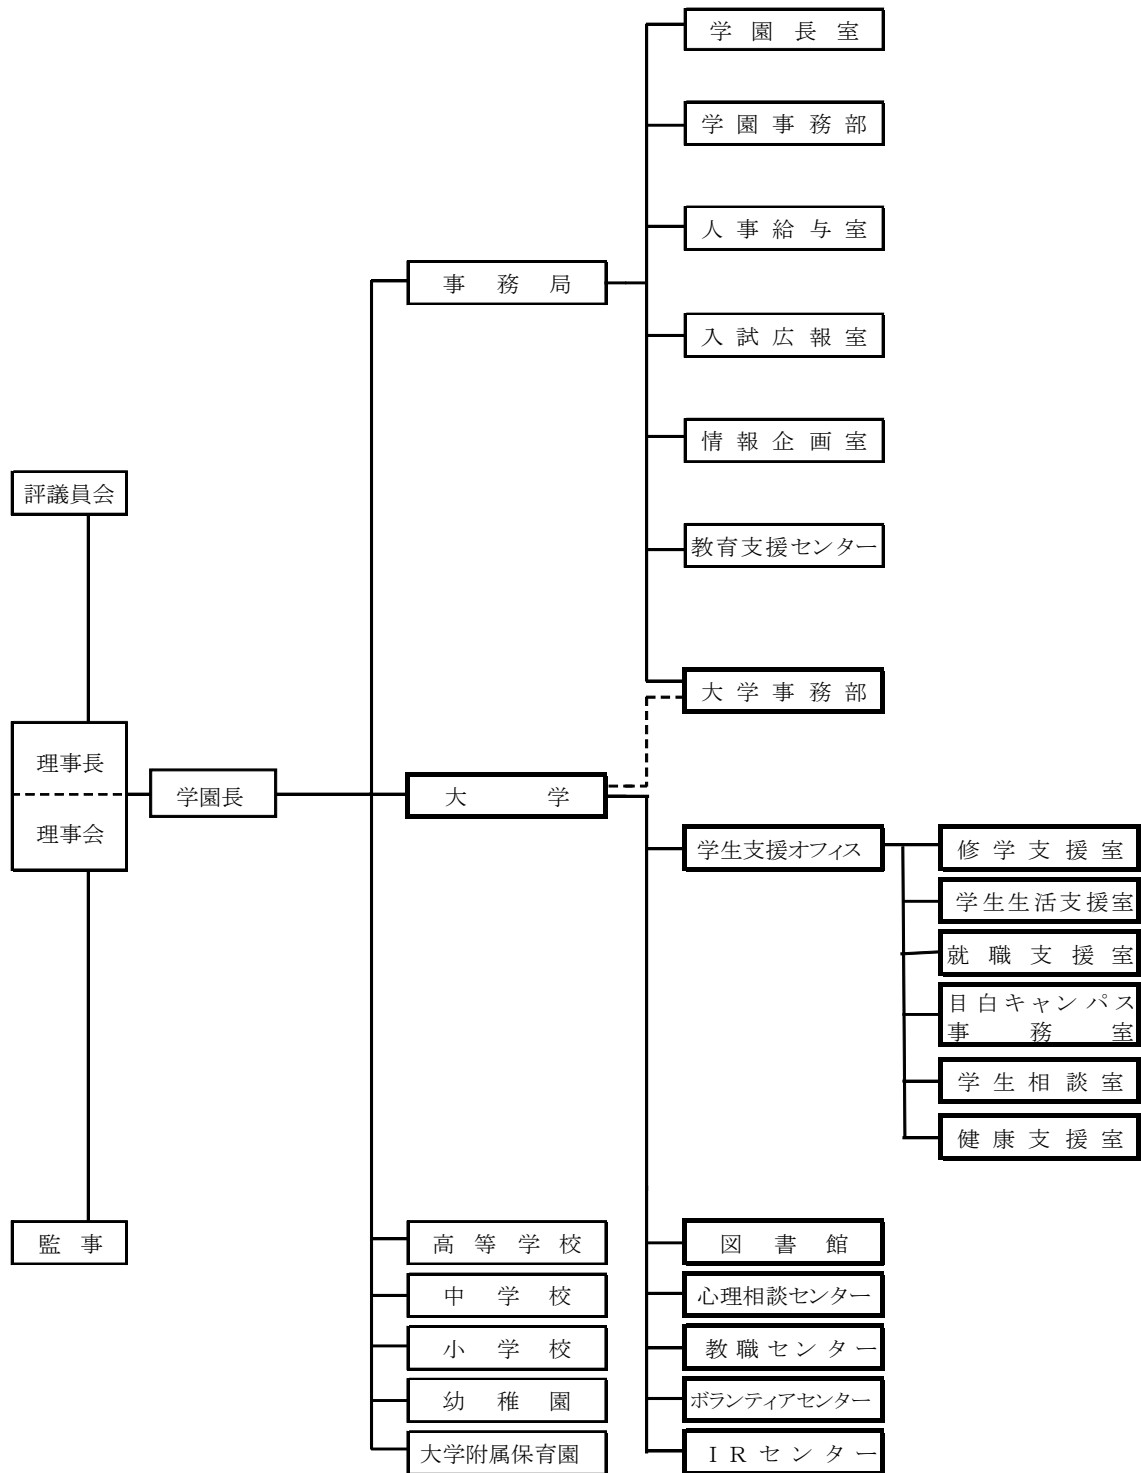 学園長室
学園事務部
人事給与室
事務局
入試広報室
情報企画室
評議員会
教育支援センター
大学事務部
理事長
理事会
学園長
大学
学生支援オフィス
修学支援室
学生生活支援室
就職支援室
目白キャンパス
事務室
学生相談室
健康支援室
監事
高等学校
図書館
中学校
心理相談センター
小学校
教職センター
幼稚園
ボランティアセンター
大学附属保育園
IRセンター